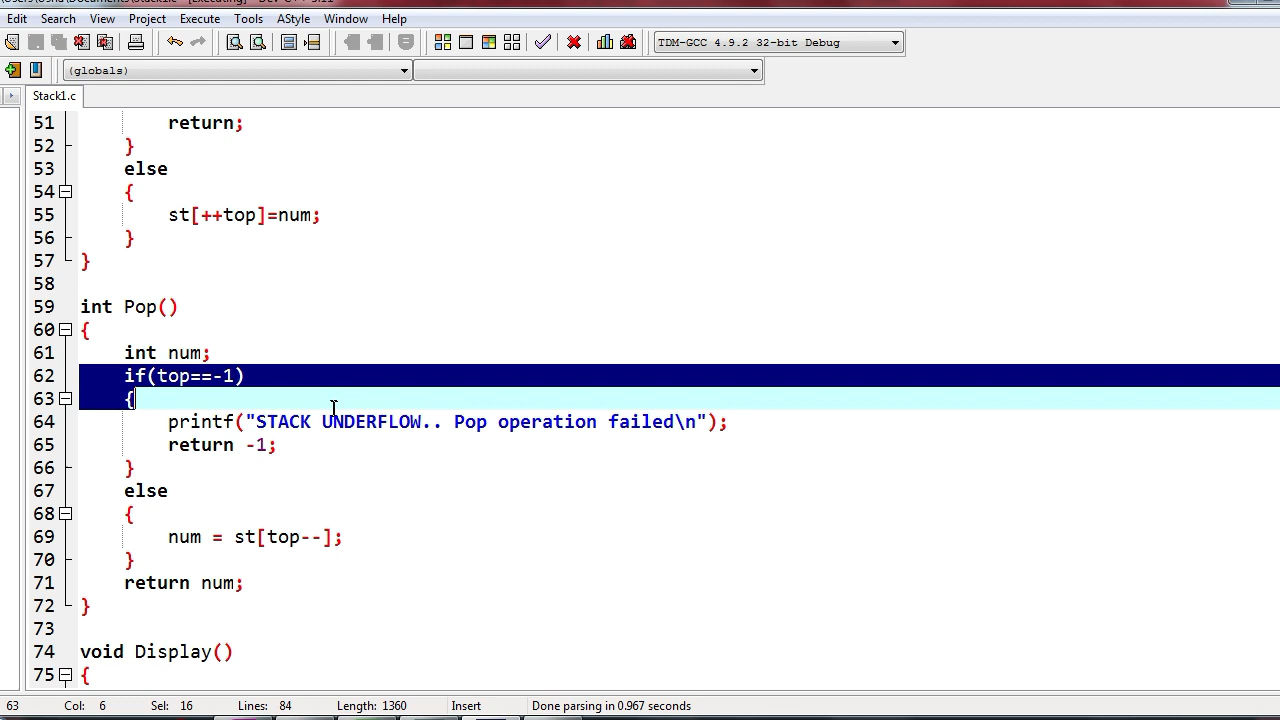 Edit Search View Project Execute Tools AStyle Window Help
TDM-GCC 4.9.2 32-bit Debug
(globals)
Stack1.c
51 return;
52 }
53 else
54 {
55 st[++top]=num;
56 }
57 }
58
59 int Pop()
60 {
61 int num;
62 if(top==-1)
63 {
64 printf("STACK UNDERFLOW.. Pop operation failed\n");
65 return -1;
66 }
67 else
68 {
69 num = st[top--];
70 }
71 return num;
72 }
73
74 void Display()
75 {
63 Col: 6 Sel: 16 Lines: 84 Length: 1360 Insert Done parsing in 0.967 seconds